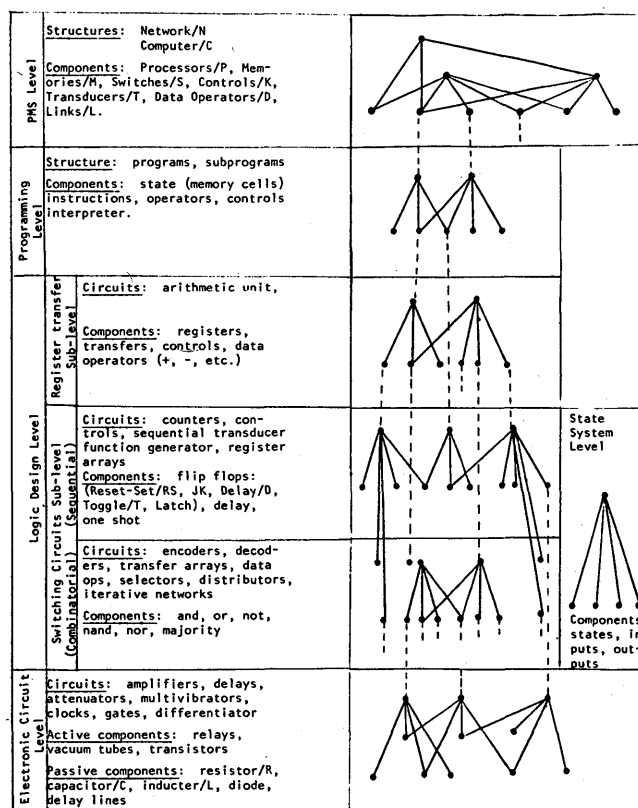 PMS Level
Structures: Network/N
Computer/C
Components: Processors/P, Mem-
ories/M, Switches/S, Controls/K,
Transducers/T, Data Operators/D,
Links/L.
Programming
Level
Structure: programs, subprograms
Components: state (memory cells)
instructions, operators, controls
interpreter.
Logic Design Level
Register transfer
Sub-level
Circuits: arithmetic unit,
Components: registers,
transfers, controls, data
operators (+, -, etc.)
Switching Circuits Sub-level
(Combinatorial) (Sequential)
Circuits: counters, con-
trols, sequential transducer
function generator, register
arrays
Components: flip flops:
(Reset-Set/RS, JK, Delay/D,
Toggle/T, Latch), delay,
one shot
Circuits: encoders, decod-
ers, transfer arrays, data
ops, selectors, distributors,
iterative networks
Components: and, or, not,
nand, nor, majority
State
System
Level
Components
states, in
puts, out-
puts
Electronic Circuit
Level
Circuits: amplifiers, delays,
attenuators, multivibrators,
clocks, gates, differentiator
Active components: relays,
vacuum tubes, transistors
Passive components: resistor/R,
capacitor/C, inducter/L, diode,
delay lines